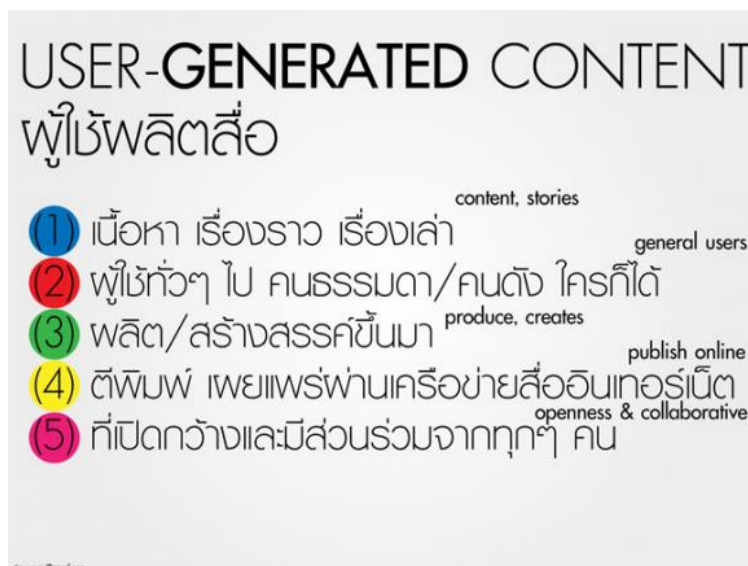 USER-GENERATED CONTENT
ผู้ใช้ผลิตสื่อ
content, stories
(1) เนื้อหา เรื่องราว เรื่องเล่า
general users
(2) ผู้ใช้ทั่วๆ ไป คนธรรมดา/คนดัง ใครก็ได้
(3) ผลิต/สร้างสรรค์ขึ้นมา produce, creates
publish online
(4) ตีพิมพ์ เผยแพร่ผ่านเครือข่ายสื่ออินเทอร์เน็ต
openness & collaborative
(5) ที่เปิดกว้างและมีส่วนร่วมจากทุกๆ คน